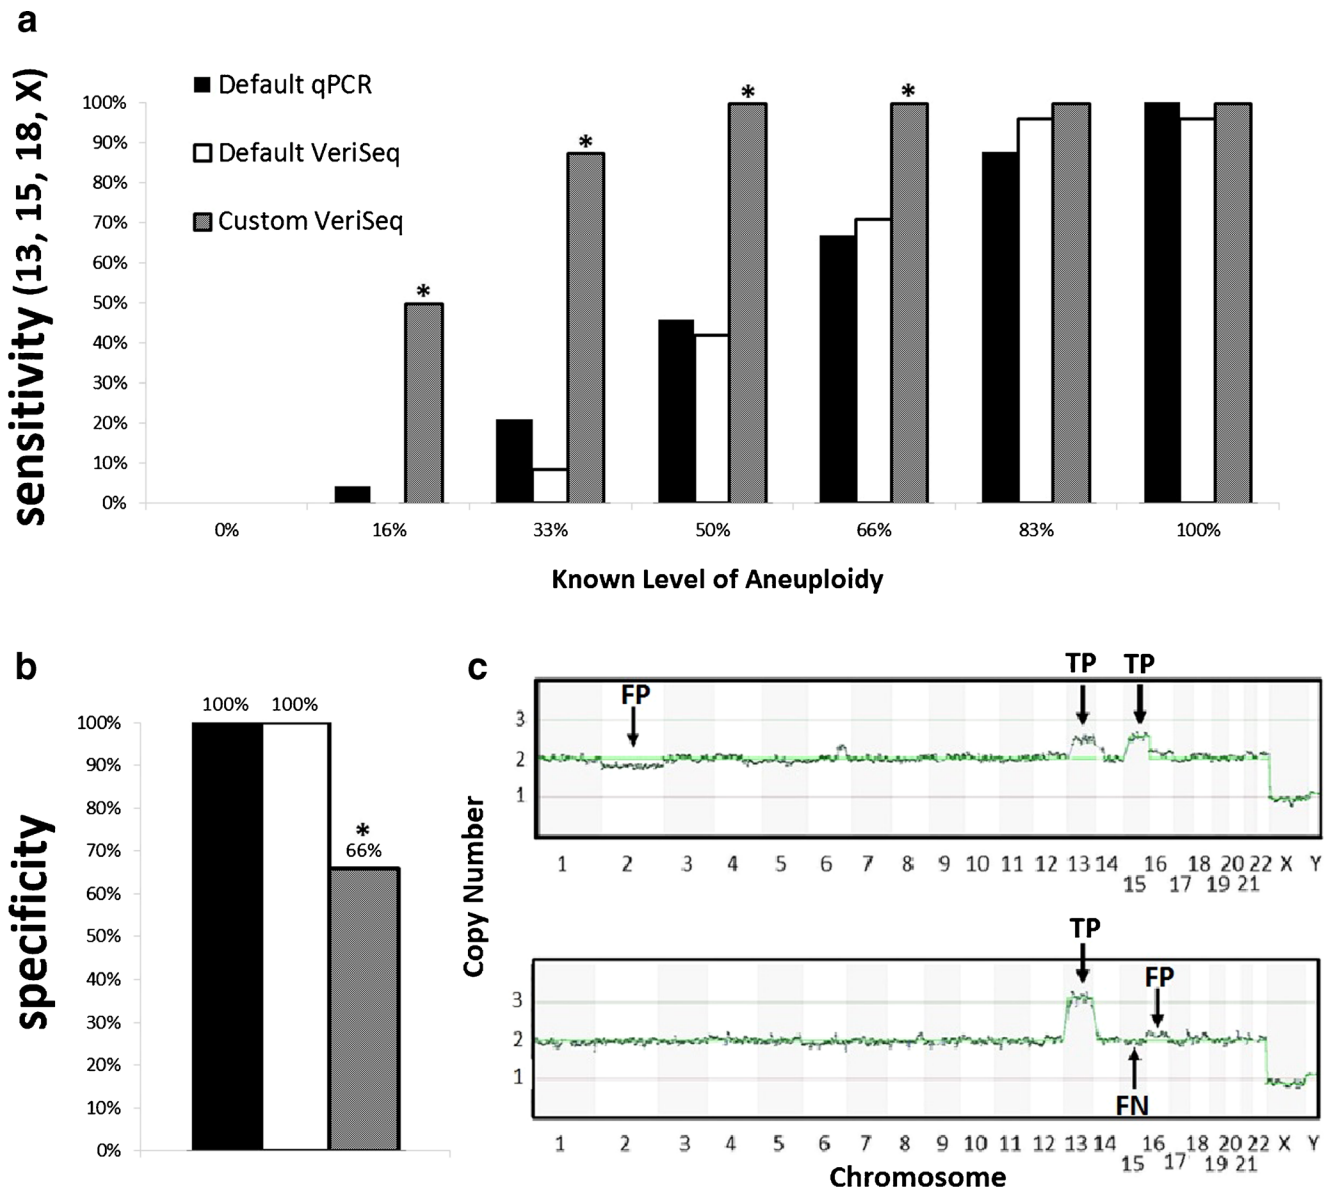 a
sensitivity (13, 15, 18, X)
Default qPCR
Default VeriSeq
Custom VeriSeq
100%
90%
80%
70%
60%
50%
40%
30%
20%
10%
0%
*
*
*
*
0% 16% 33% 50% 66% 83% 100%
Known Level of Aneuploidy
b
specificity
100% 100%
*
66%
100%
90%
80%
70%
60%
50%
40%
30%
20%
10%
0%
c
Copy Number
TP TP
FP
3
2
1
1 2 3 4 5 6 7 8 9 10 11 12 13 14 16 18 20 22 X Y
15 17 19 21
TP
FP
3
2
1
FN
1 2 3 4 5 6 7 8 9 10 11 12 13 14 16 18 20 22 X Y
15 17 19 21
Chromosome